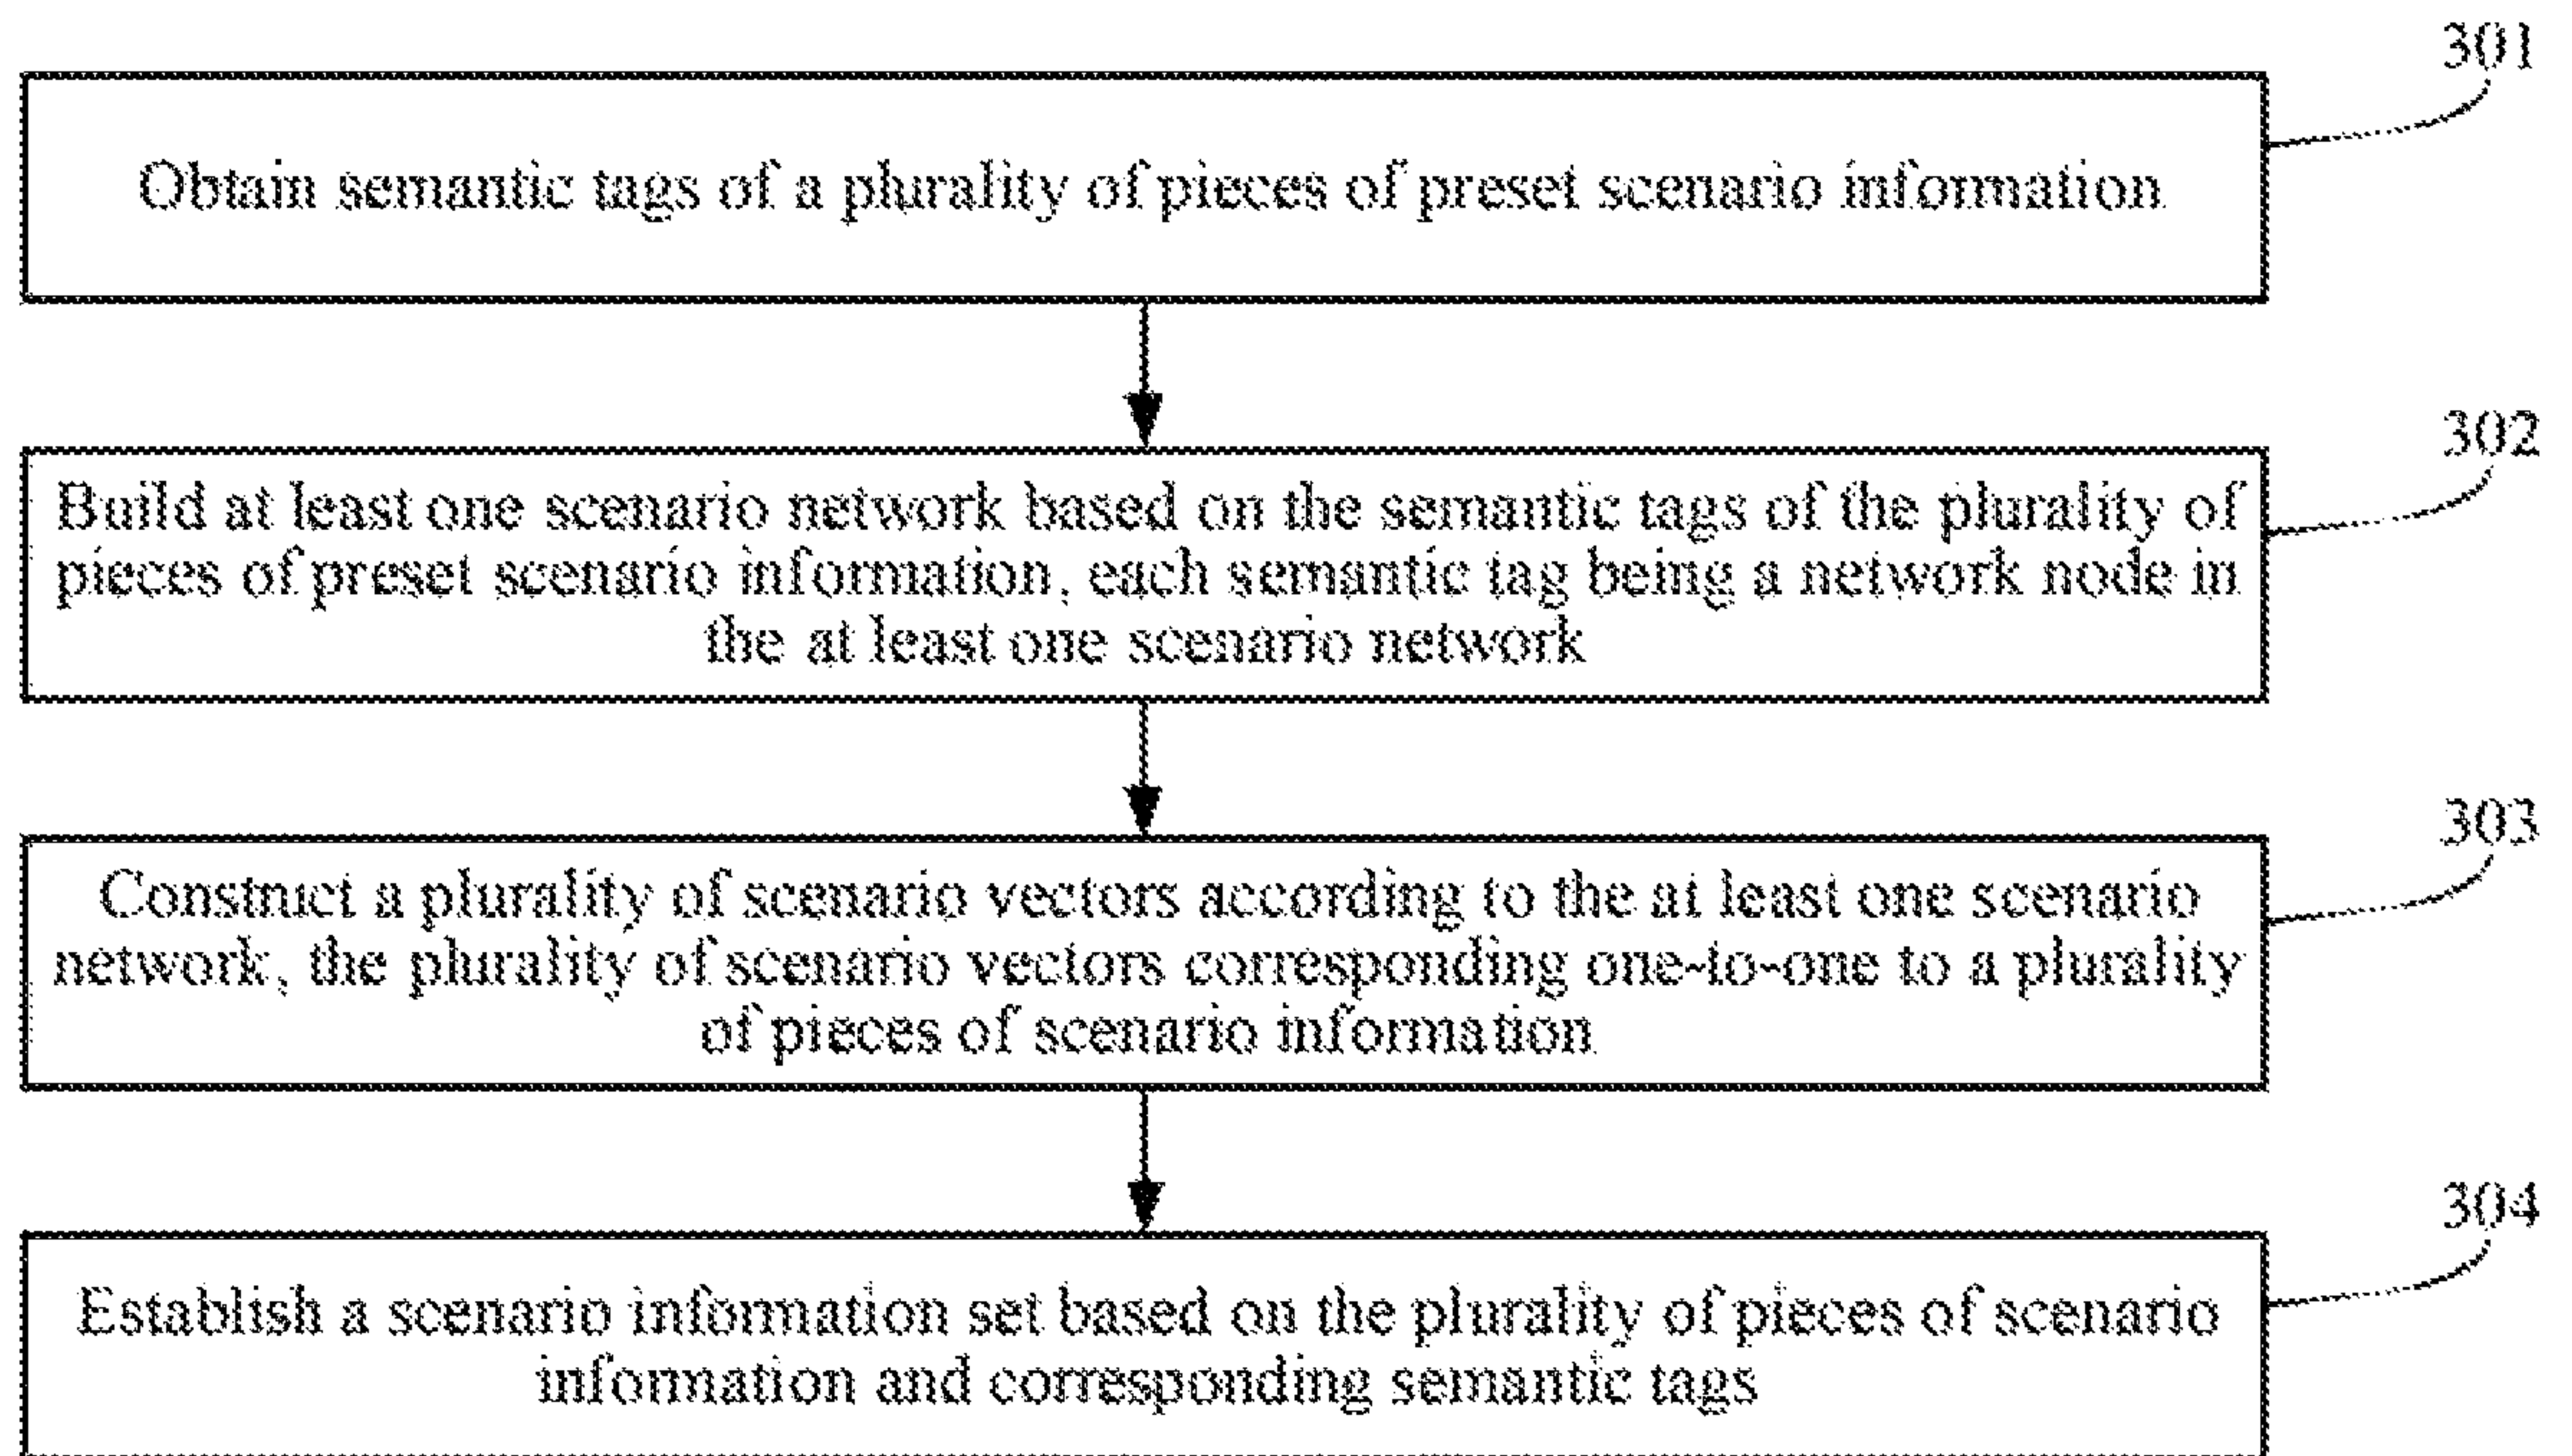 301
Obtain semantic tags of a plurality of pieces of preset scenario information
302
Build at least one scenario network based on the semantic tags of the plurality of
pieces of preset scenario information, each semantic tag being a network node in
the at least one scenario network
303
Construct a plurality of scenario vectors according to the at least one scenario
network, the plurality of scenario vectors corresponding one-to-one to a plurality
of pieces of scenario information
304
Establish a scenario information set based on the plurality of pieces of scenario
information and corresponding semantic tags